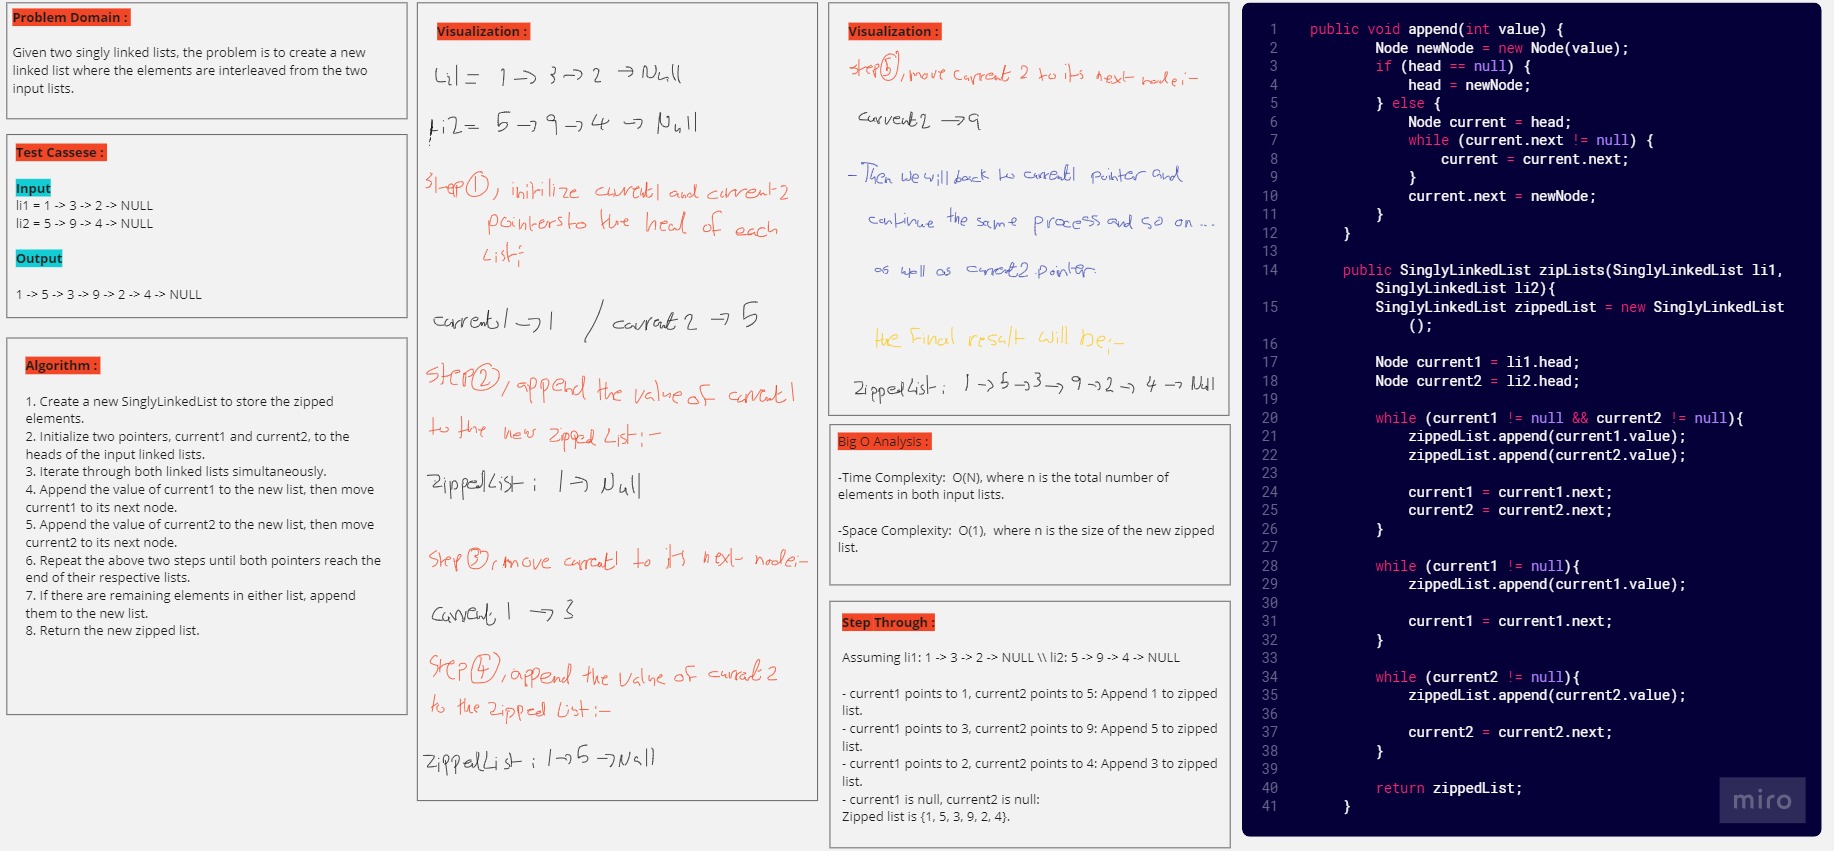 Problem Domain :
Given two singly linked lists, the problem is to create a new
linked list where the elements are interleaved from the two
input lists.
Test Cassese :
Input
li1 = 1 -> 3 -> 2 -> NULL
li2 = 5 -> 9 -> 4 -> NULL
Output
1 -> 5 -> 3 -> 9 -> 2 -> 4 -> NULL
Algorithm :
1. Create a new SinglyLinkedList to store the zipped
elements.
2. Initialize two pointers, current1 and current2, to the
heads of the input linked lists.
3. Iterate through both linked lists simultaneously.
4. Append the value of current1 to the new list, then move
current1 to its next node.
5. Append the value of current2 to the new list, then move
current2 to its next node.
6. Repeat the above two steps until both pointers reach the
end of their respective lists.
7. If there are remaining elements in either list, append
them to the new list.
8. Return the new zipped list.
Visualization :
Li1 = 1 -> 3 -> 2 -> Null
Li2 = 5 -> 9 -> 4 -> Null
Step 1, initilize current1 and current2
pointers to the head of each
List:
current1 -> 1 / current 2 -> 5
Step 2, append the value of current1
to the new zipped List:-
ZippedList : 1 -> Null
Step 3, move current1 to its next node:-
current 1 -> 3
Step 4, append the value of current 2
to the zipped List:-
ZippedList : 1 -> 5 -> Null
Visualization :
Step 5, move current 2 to its next node:-
current2 -> 9
- Then we will back to current1 pointer and
continue the same process and so on ...
as well as current2 pointer.
the Final result will be:-
ZippedList : 1 -> 5 -> 3 -> 9 -> 2 -> 4 -> Null
Big O Analysis :
-Time Complexity: O(N), where n is the total number of
elements in both input lists.
-Space Complexity: O(1), where n is the size of the new zipped
list.
Step Through :
Assuming li1: 1 -> 3 -> 2 -> NULL \\ li2: 5 -> 9 -> 4 -> NULL
- current1 points to 1, current2 points to 5: Append 1 to zipped
list.
- current1 points to 3, current2 points to 9: Append 5 to zipped
list.
- current1 points to 2, current2 points to 4: Append 3 to zipped
list.
- current1 is null, current2 is null:
Zipped list is {1, 5, 3, 9, 2, 4}.
1 public void append(int value) {
2 Node newNode = new Node(value);
3 if (head == null) {
4 head = newNode;
5 } else {
6 Node current = head;
7 while (current.next != null) {
8 current = current.next;
9 }
10 current.next = newNode;
11 }
12 }
13
14 public SinglyLinkedList zipLists(SinglyLinkedList li1,
SinglyLinkedList li2){
15 SinglyLinkedList zippedList = new SinglyLinkedList
();
16
17 Node current1 = li1.head;
18 Node current2 = li2.head;
19
20 while (current1 != null && current2 != null){
21 zippedList.append(current1.value);
22 zippedList.append(current2.value);
23
24 current1 = current1.next;
25 current2 = current2.next;
26 }
27
28 while (current1 != null){
29 zippedList.append(current1.value);
30
31 current1 = current1.next;
32 }
33
34 while (current2 != null){
35 zippedList.append(current2.value);
36
37 current2 = current2.next;
38 }
39
40 return zippedList;
41 }
miro